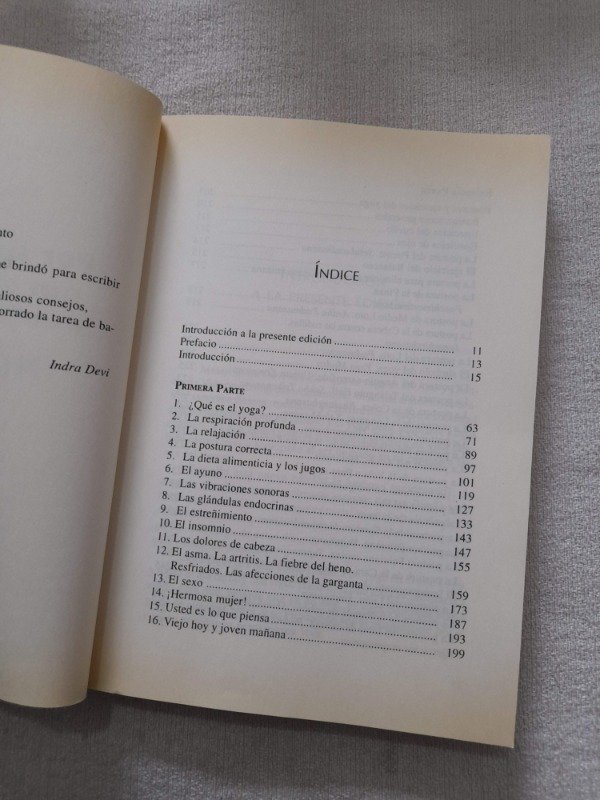 nto
ne brindó para escribir
liosos consejos,
orrado la tarea de ba-
Indra Devi
ÍNDICE
Introducción a la presente edición ........ 11
Prefacio ........ 13
Introducción ........ 15
PRIMERA PARTE
1. ¿Qué es el yoga? ........ 63
2. La respiración profunda ........ 71
3. La relajación ........ 89
4. La postura correcta ........ 97
5. La dieta alimenticia y los jugos ........ 101
6. El ayuno ........ 119
7. Las vibraciones sonoras ........ 127
8. Las glándulas endocrinas ........ 133
9. El estreñimiento ........ 143
10. El insomnio ........ 147
11. Los dolores de cabeza ........ 155
12. El asma. La artritis. La fiebre del heno.
Resfriados. Las afecciones de la garganta ........ 159
13. El sexo ........ 173
14. ¡Hermosa mujer! ........ 187
15. Usted es lo que piensa ........ 193
16. Viejo hoy y joven mañana ........ 199